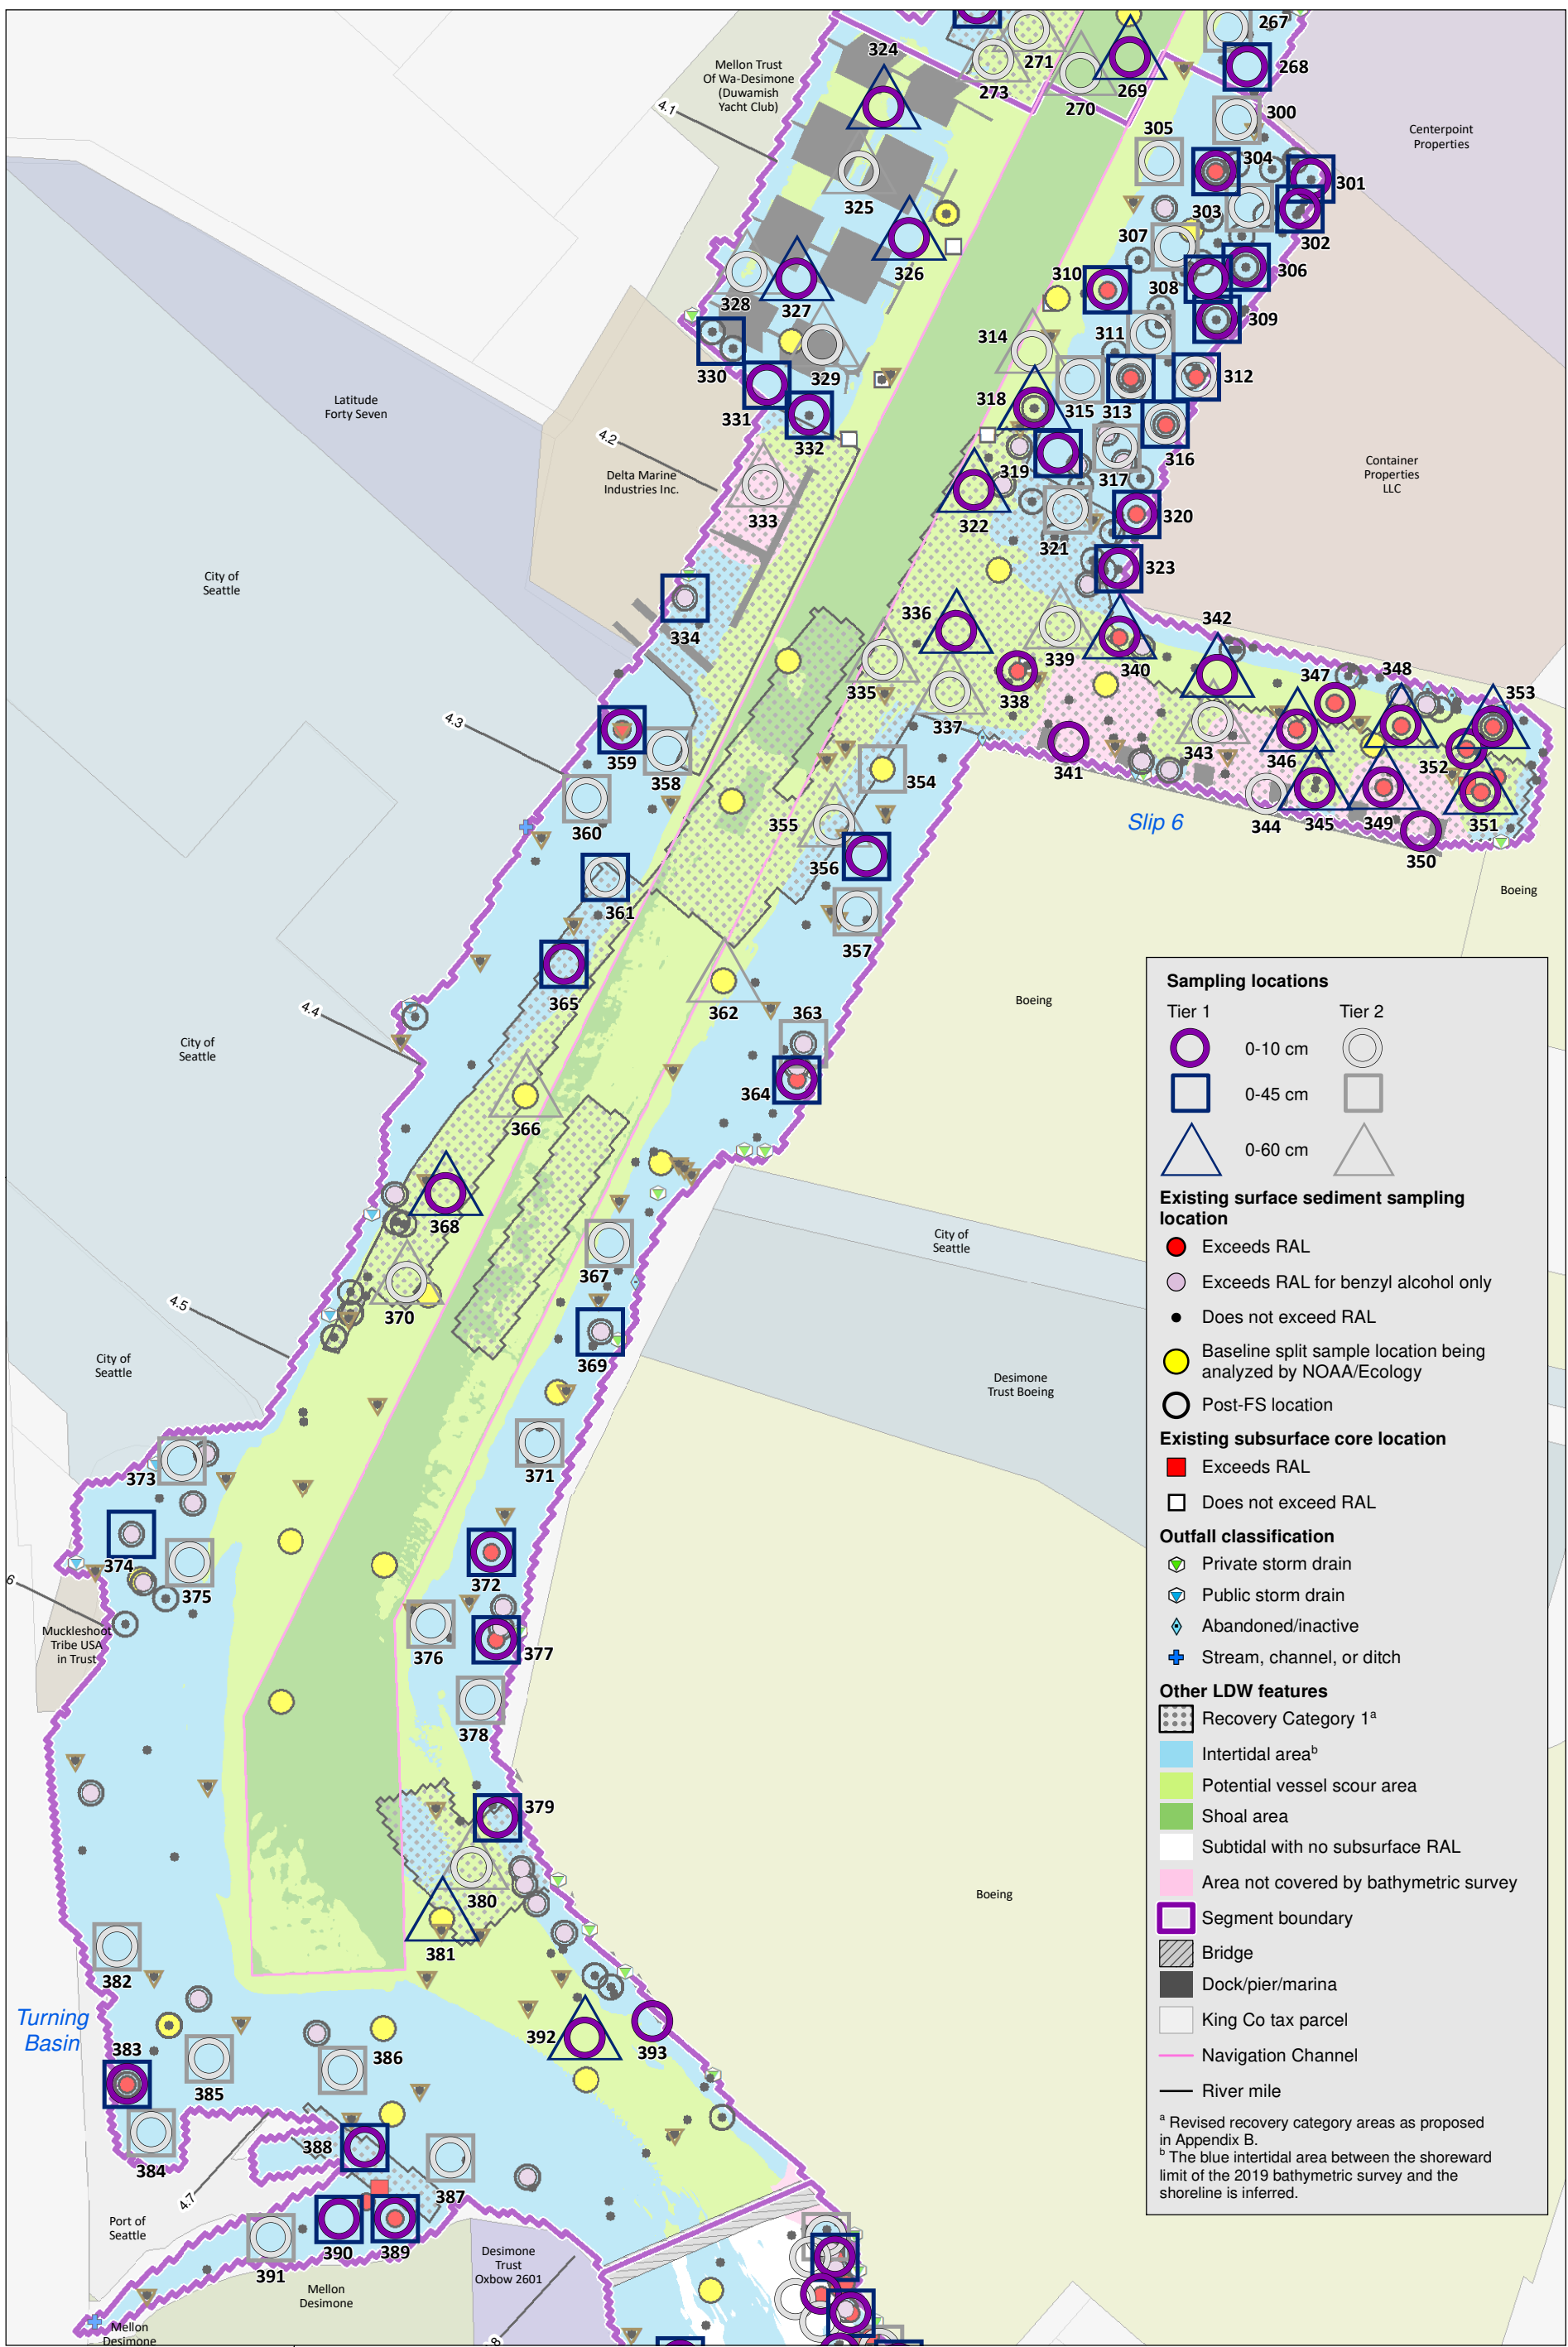 267
324
271
Mellon Trust
Of Wa-Desimone
(Duwamish
Yacht Club)
268
273
270
269
4.1
300
305
Centerpoint
Properties
304
301
325
303
302
307
306
326
310
308
328
327
309
314
311
329
330
312
Latitude
Forty Seven
318
315
313
331
332
4.2
316
319
317
Delta Marine
Industries Inc.
Container
Properties
LLC
333
322
320
321
323
City of
Seattle
336
342
334
339
340
335
347
348
353
338
337
4.3
341
343
346
352
359
358
354
360
355
Slip 6
344
345
349
351
356
350
361
Boeing
357
365
362
363
Boeing
4.4
City of
Seattle
364
366
368
City of
Seattle
367
370
4.5
369
City of
Seattle
Desimone
Trust Boeing
371
373
374
372
375
6
Muckleshoot
Tribe USA
in Trust
376
377
378
379
380
Boeing
381
382
Turning
Basin
392
393
383
386
385
388
384
387
4.7
Port of
Seattle
390
389
391
Desimone
Trust
Oxbow 2601
Mellon
Desimone
Mellon
Desimone
8
Sampling locations
Tier 1
Tier 2
0-10 cm
0-45 cm
0-60 cm
Existing surface sediment sampling
location
Exceeds RAL
Exceeds RAL for benzyl alcohol only
Does not exceed RAL
Baseline split sample location being
analyzed by NOAA/Ecology
Post-FS location
Existing subsurface core location
Exceeds RAL
Does not exceed RAL
Outfall classification
Private storm drain
Public storm drain
Abandoned/inactive
Stream, channel, or ditch
Other LDW features
Recovery Category 1a
Intertidal areab
Potential vessel scour area
Shoal area
Subtidal with no subsurface RAL
Area not covered by bathymetric survey
Segment boundary
Bridge
Dock/pier/marina
King Co tax parcel
Navigation Channel
River mile
a Revised recovery category areas as proposed
in Appendix B.
b The blue intertidal area between the shoreward
limit of the 2019 bathymetric survey and the
shoreline is inferred.